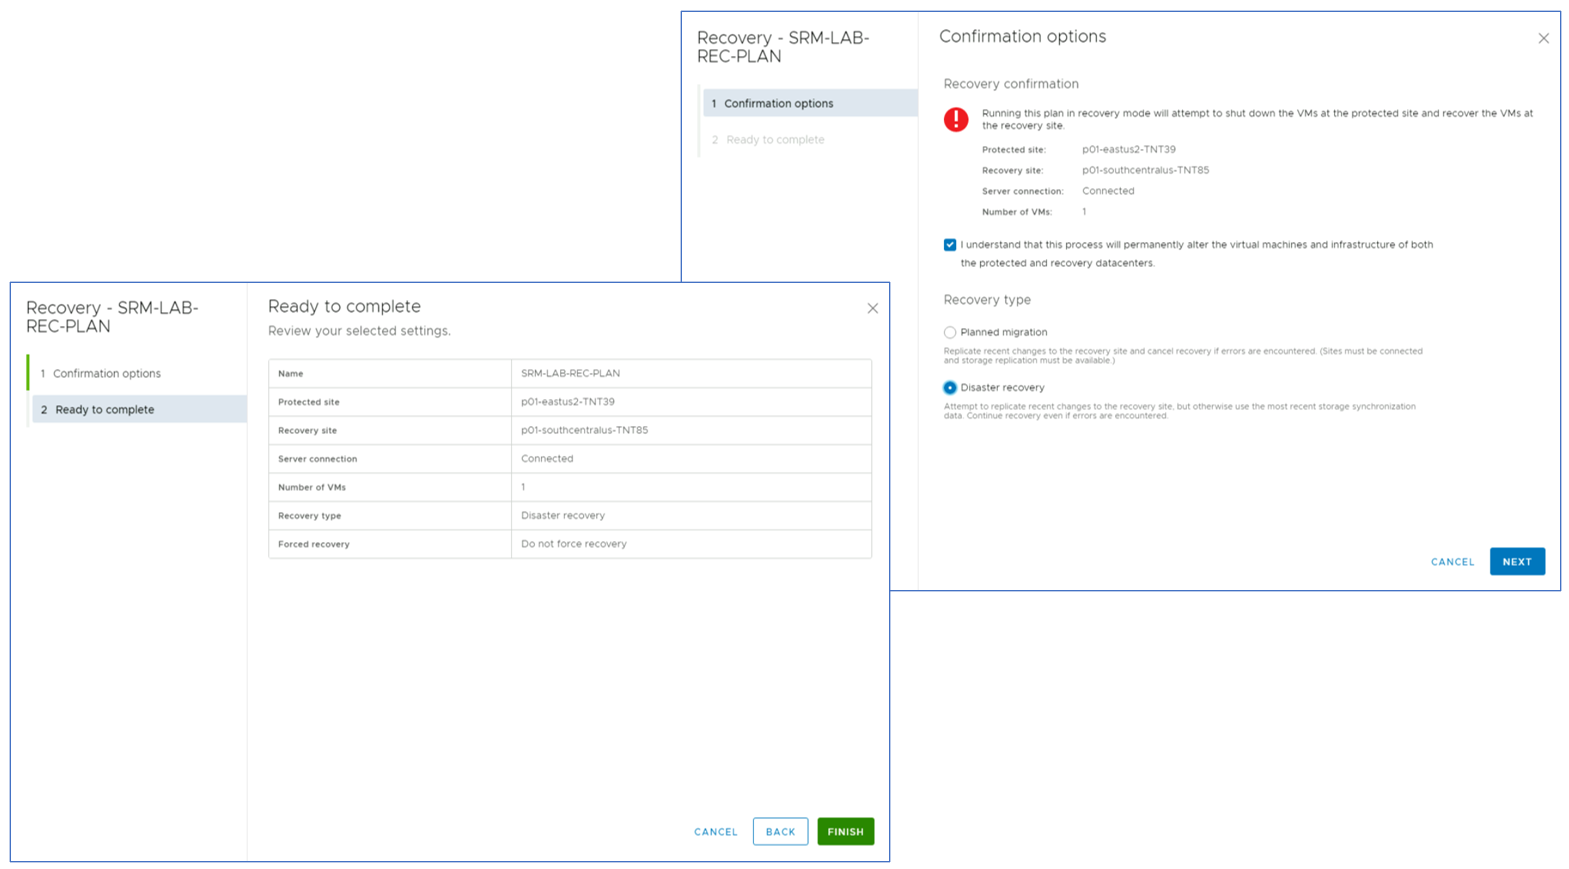 Recovery - SRM-LAB-
REC-PLAN
1 Confirmation options
2 Ready to complete
Confirmation options
Recovery confirmation
Running this plan in recovery mode will attempt to shut down the VMs at the protected site and recover the VMs at
the recovery site.
Protected site: p01-eastus2-TNT39
Recovery site: p01-southcentralus-TNT85
Server connection: Connected
Number of VMs: 1
I understand that this process will permanently alter the virtual machines and infrastructure of both
the protected and recovery datacenters.
Recovery type
Planned migration
Replicate recent changes to the recovery site and cancel recovery if errors are encountered. (Sites must be connected
and storage replication must be available.)
Disaster recovery
Attempt to replicate recent changes to the recovery site, but otherwise use the most recent storage synchronization
data. Continue recovery even if errors are encountered.
CANCEL NEXT
Recovery - SRM-LAB-
REC-PLAN
1 Confirmation options
2 Ready to complete
Ready to complete
Review your selected settings.
Name SRM-LAB-REC-PLAN
Protected site p01-eastus2-TNT39
Recovery site p01-southcentralus-TNT85
Server connection Connected
Number of VMs 1
Recovery type Disaster recovery
Forced recovery Do not force recovery
CANCEL BACK FINISH